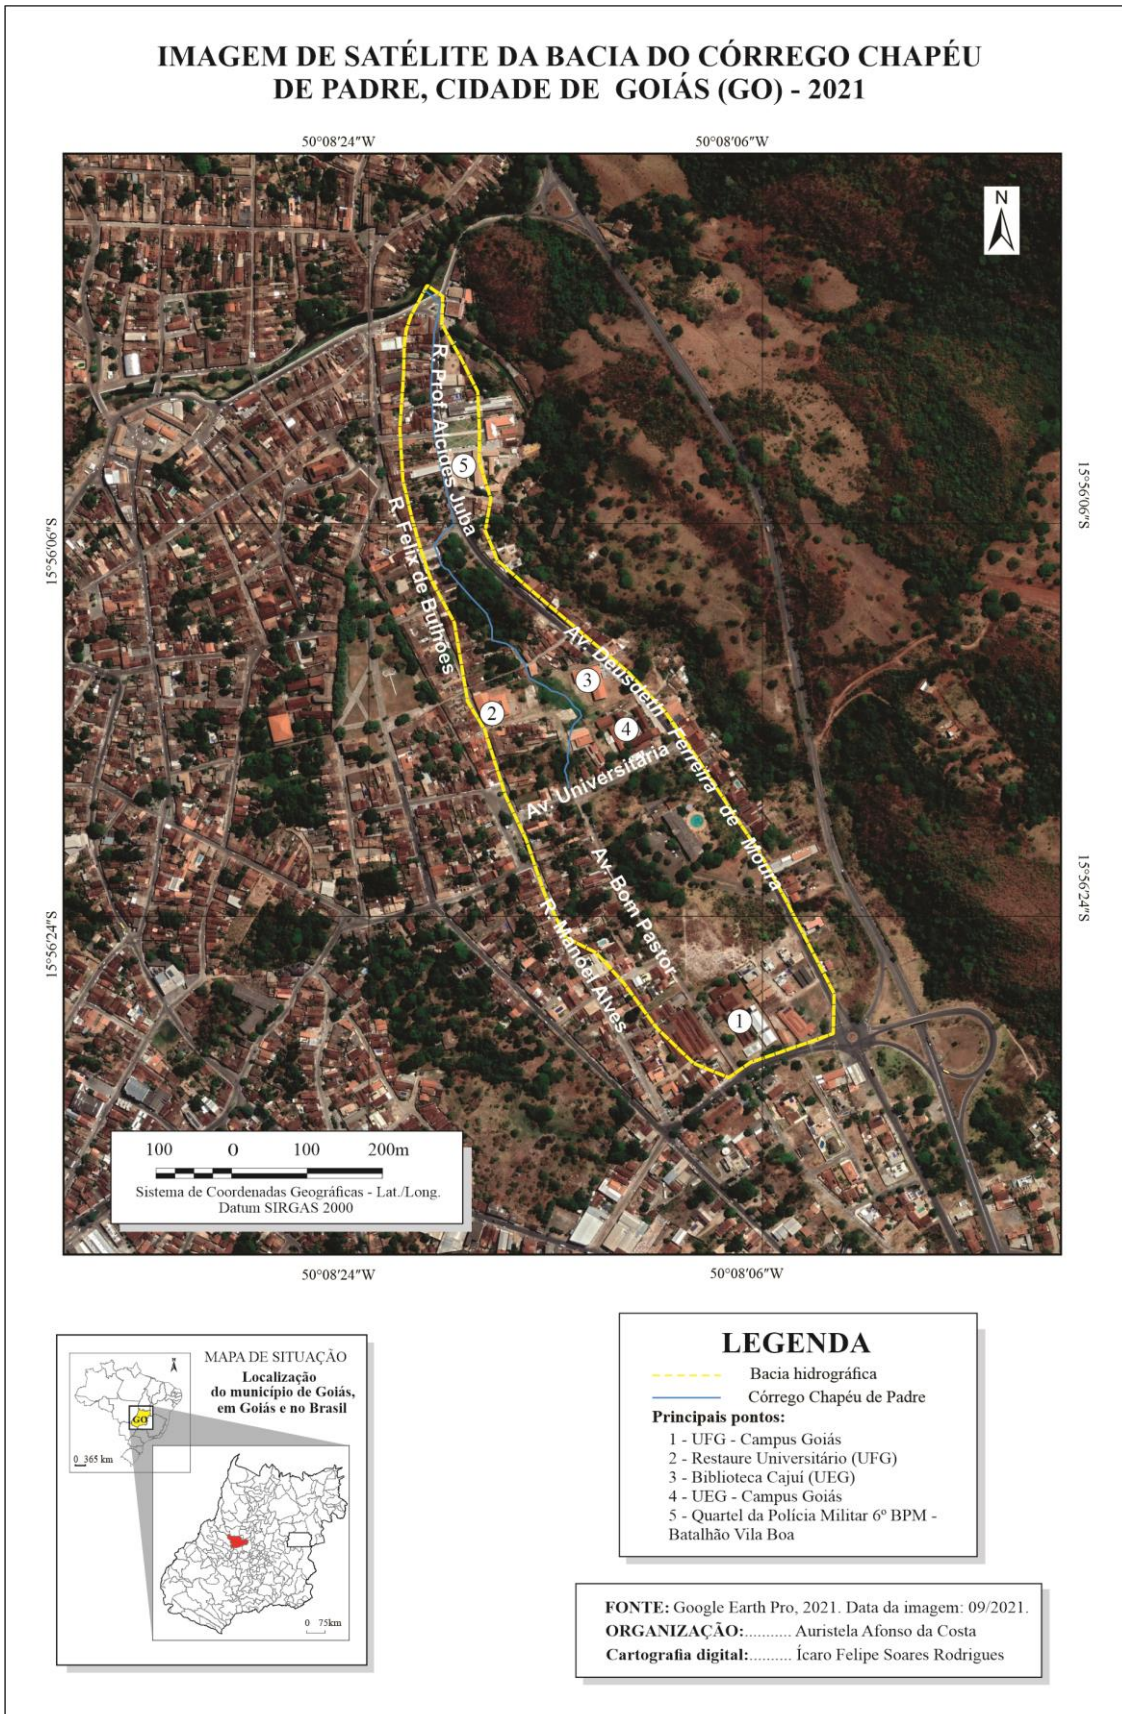 IMAGEM DE SATÉLITE DA BACIA DO CÓRREGO CHAPÉU
DE PADRE, CIDADE DE GOIÁS (GO) - 2021
50°08'24"W
50°08'06"W
N
R. Prof. Alcides Jubá
5
15°56'06"S
15°56'06"S
R. Felix de Bulhões
Av. Deusdeth Ferreira de Moura
3
2
4
Av. Universitária
Av. Bom Pastor
15°56'24"S
15°56'24"S
R. Manoel Alves
1
100 0 100 200m
Sistema de Coordenadas Geográficas - Lat./Long.
Datum SIRGAS 2000
50°08'24"W
50°08'06"W
MAPA DE SITUAÇÃO
Localização
do município de Goiás,
em Goiás e no Brasil
N
GO
0 365 km
0 75km
LEGENDA
Bacia hidrográfica
Córrego Chapéu de Padre
Principais pontos:
1 - UFG - Campus Goiás
2 - Restaure Universitário (UFG)
3 - Biblioteca Cajuí (UEG)
4 - UEG - Campus Goiás
5 - Quartel da Polícia Militar 6º BPM -
Batalhão Vila Boa
FONTE: Google Earth Pro, 2021. Data da imagem: 09/2021.
ORGANIZAÇÃO:.......... Auristela Afonso da Costa
Cartografia digital:.......... Ícaro Felipe Soares Rodrigues